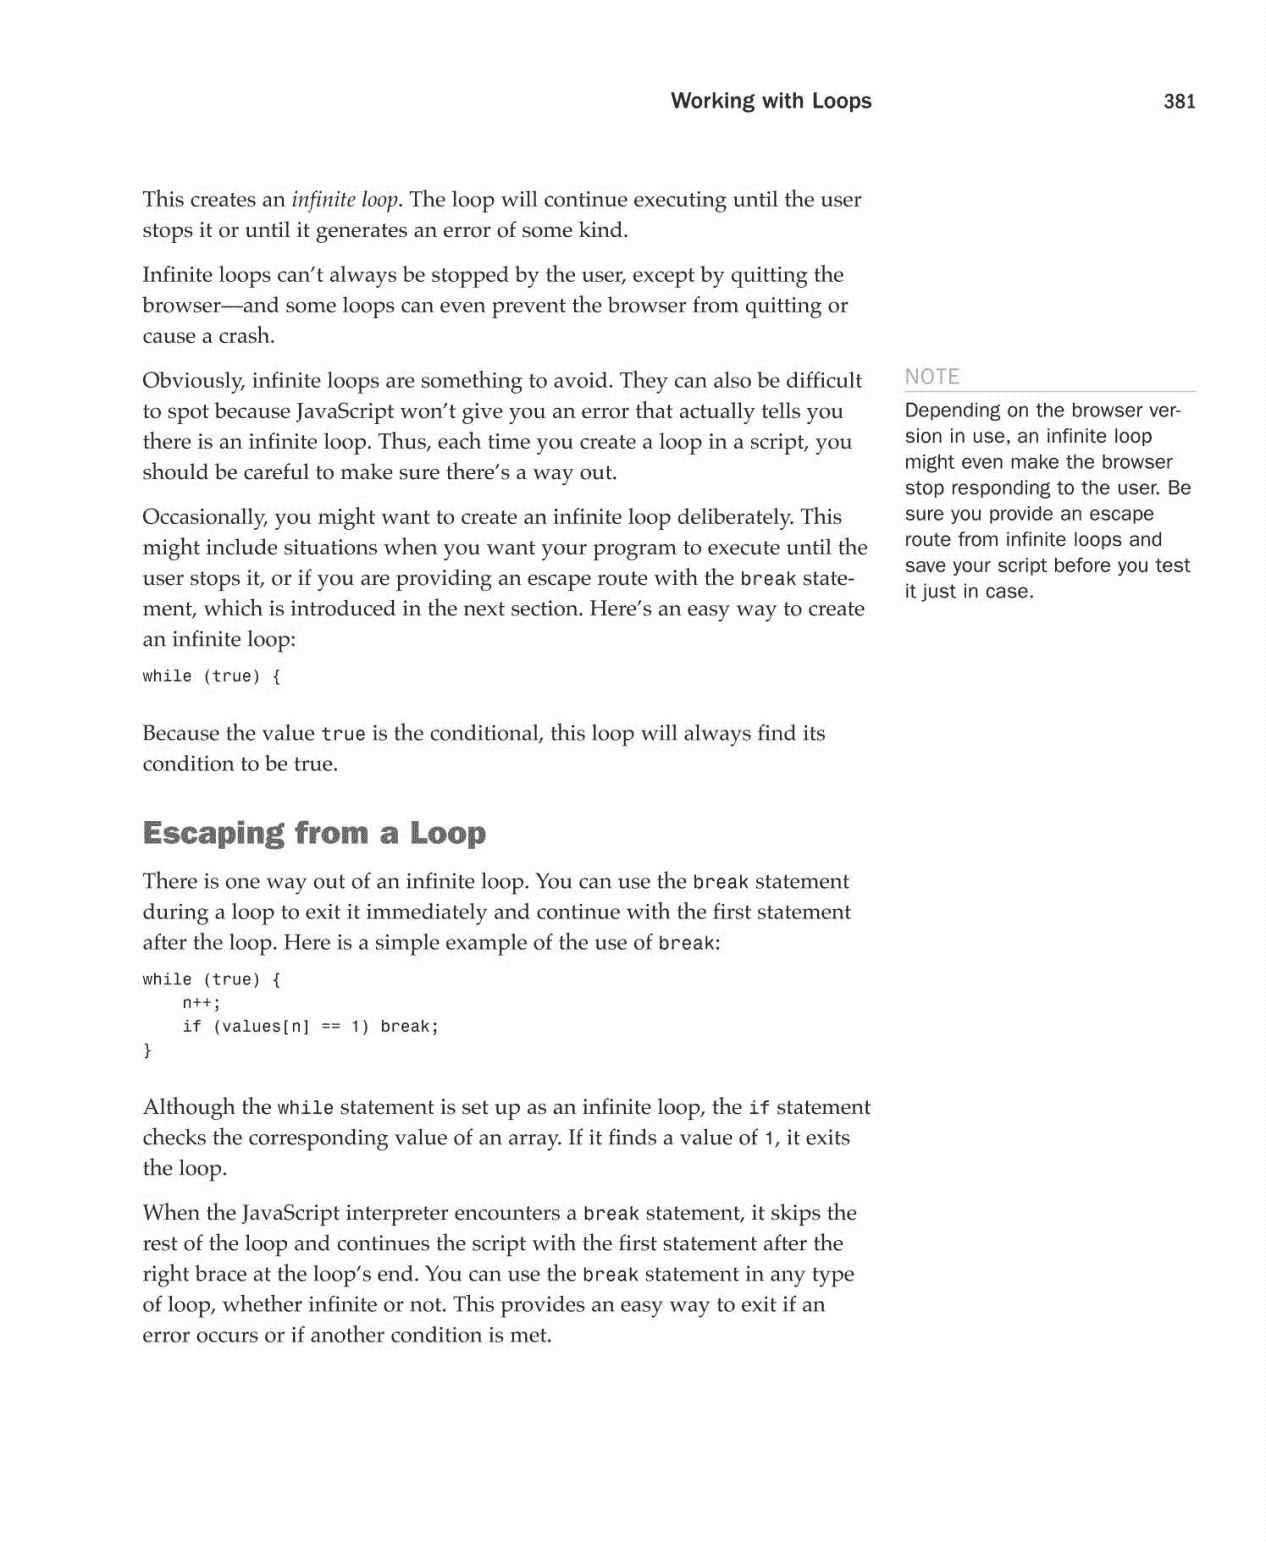 Working with Loops 381
This creates an infinite loop. The loop will continue executing until the user
stops it or until it generates an error of some kind.
Infinite loops can't always be stopped by the user, except by quitting the
browser—and some loops can even prevent the browser from quitting or
cause a crash.
Obviously, infinite loops are something to avoid. They can also be difficult
to spot because JavaScript won't give you an error that actually tells you
there is an infinite loop. Thus, each time you create a loop in a script, you
should be careful to make sure there's a way out.
Occasionally, you might want to create an infinite loop deliberately. This
might include situations when you want your program to execute until the
user stops it, or if you are providing an escape route with the break state-
ment, which is introduced in the next section. Here's an easy way to create
an infinite loop:
while (true) {
Because the value true is the conditional, this loop will always find its
condition to be true.
NOTE
Depending on the browser ver-
sion in use, an infinite loop
might even make the browser
stop responding to the user. Be
sure you provide an escape
route from infinite loops and
save your script before you test
it just in case.
Escaping from a Loop
There is one way out of an infinite loop. You can use the break statement
during a loop to exit it immediately and continue with the first statement
after the loop. Here is a simple example of the use of break:
while (true) {
    n++;
    if (values[n] == 1) break;
}
Although the while statement is set up as an infinite loop, the if statement
checks the corresponding value of an array. If it finds a value of 1, it exits
the loop.
When the JavaScript interpreter encounters a break statement, it skips the
rest of the loop and continues the script with the first statement after the
right brace at the loop's end. You can use the break statement in any type
of loop, whether infinite or not. This provides an easy way to exit if an
error occurs or if another condition is met.